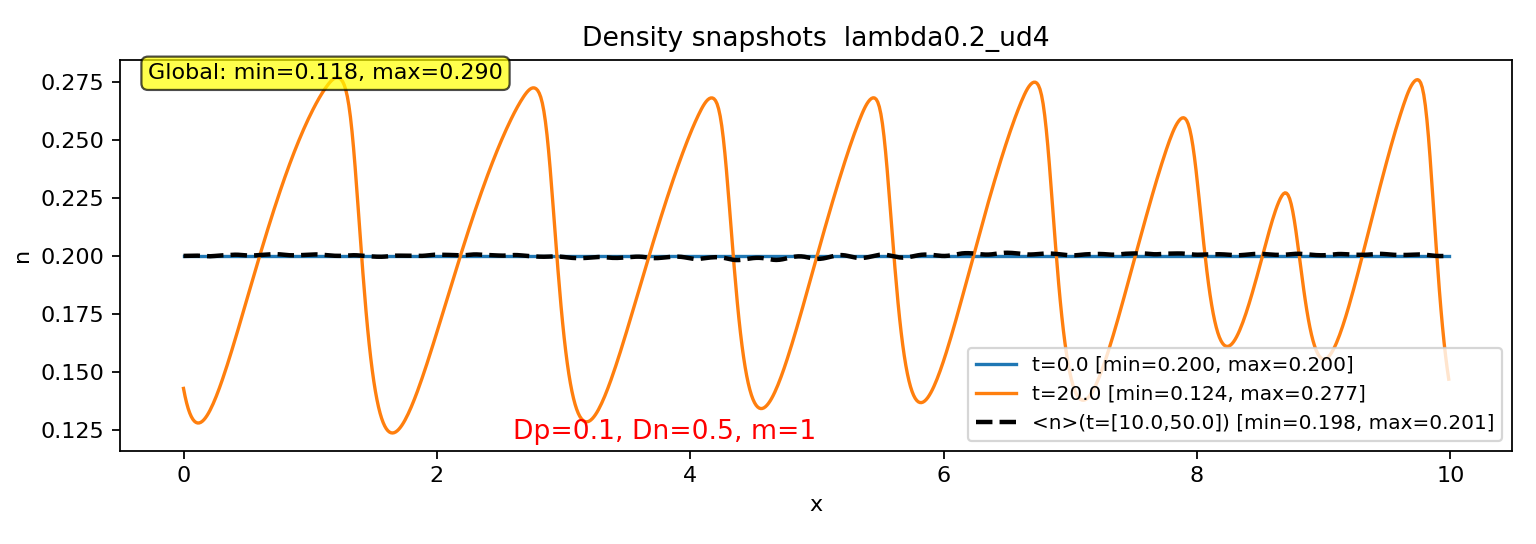 Density snapshots  lambda0.2_ud4
Global: min=0.118, max=0.290
0.275
0.250
0.225
0.200
0.175
0.150
0.125
n
t=0.0 [min=0.200, max=0.200]
t=20.0 [min=0.124, max=0.277]
<n>(t=[10.0,50.0]) [min=0.198, max=0.201]
Dp=0.1, Dn=0.5, m=1
0 2 4 6 8 10
x